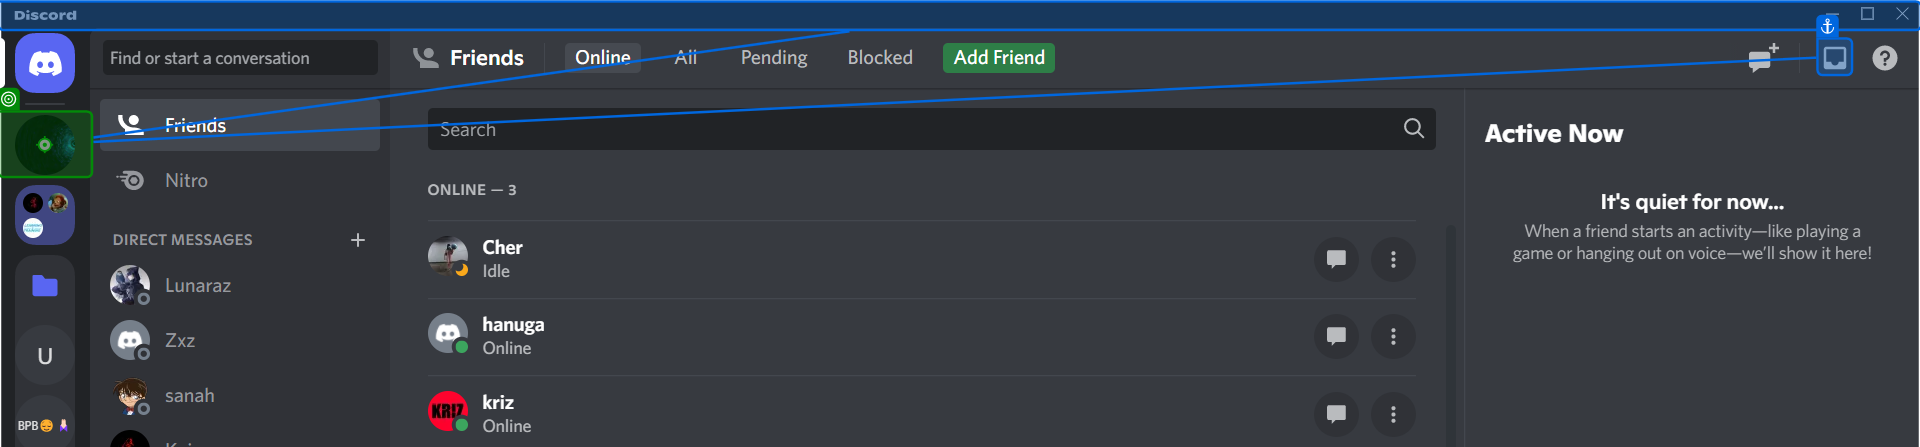 Discord
Find or start a conversation
Friends
Online
All
Pending
Blocked
Add Friend
Friends
Search
Active Now
Nitro
ONLINE — 3
It's quiet for now...
When a friend starts an activity—like playing a
game or hanging out on voice—we'll show it here!
DIRECT MESSAGES
Cher
Idle
Lunaraz
hanuga
Online
Zxz
U
sanah
kriz
Online
KRIZ
BPB